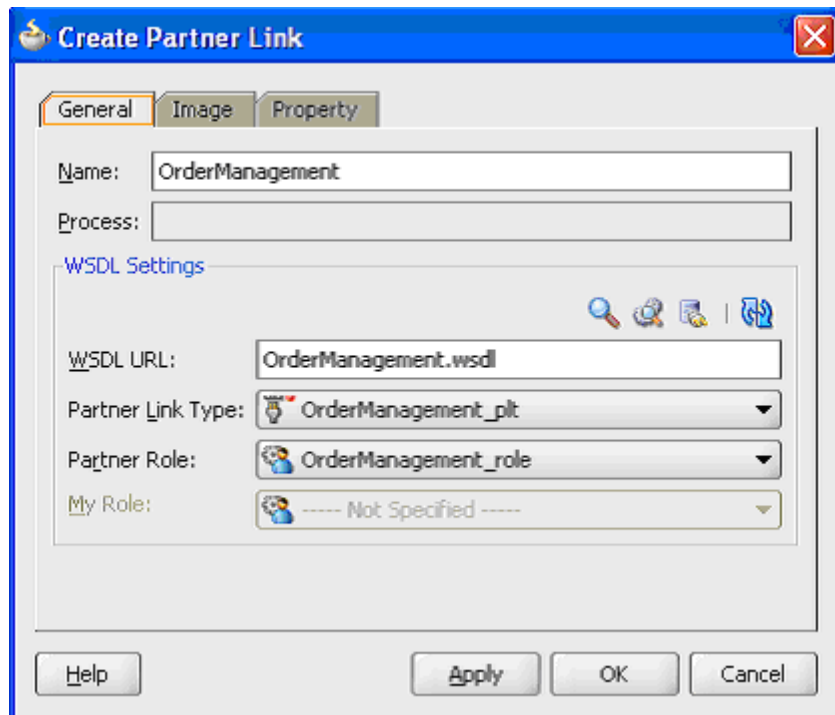 Create Partner Link
General Image Property
Name: OrderManagement
Process:
WSDL Settings
WSDL URL: OrderManagement.wsdl
Partner Link Type: OrderManagement_plt
Partner Role: OrderManagement_role
My Role: ----- Not Specified -----
Help Apply OK Cancel